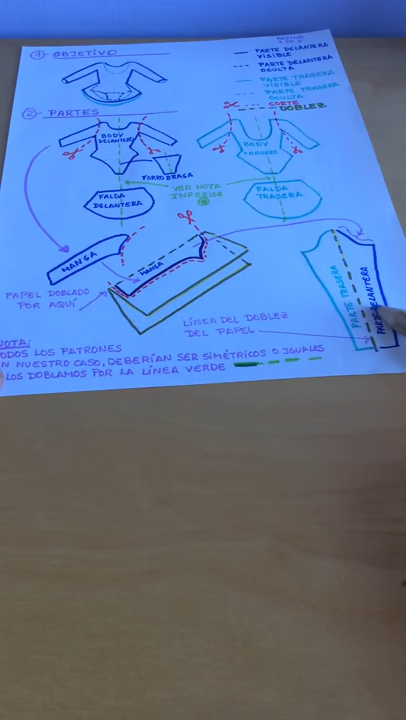 ① OBJETIVO
PARTE DELANTERA
VISIBLE
PARTE DELANTERA
OCULTA
PARTE TRASERA
VISIBLE
PARTE TRASERA
OCULTA
CORTE
DOBLEZ
② PARTES
BODY
DELANTERO
BODY
TRASERO
FORRO BRAGA
VER NOTA
INFERIOR
FALDA
DELANTERA
FALDA
TRASERA
MANGA
MANGA
PAPEL DOBLADO
POR AQUÍ
PARTE TRASERA
PARTE DELANTERA
LÍNEA DEL DOBLEZ
DEL PAPEL
NOTA:
TODOS LOS PATRONES
EN NUESTRO CASO, DEBERÍAN SER SIMÉTRICOS O IGUALES
LOS DOBLAMOS POR LA LÍNEA VERDE